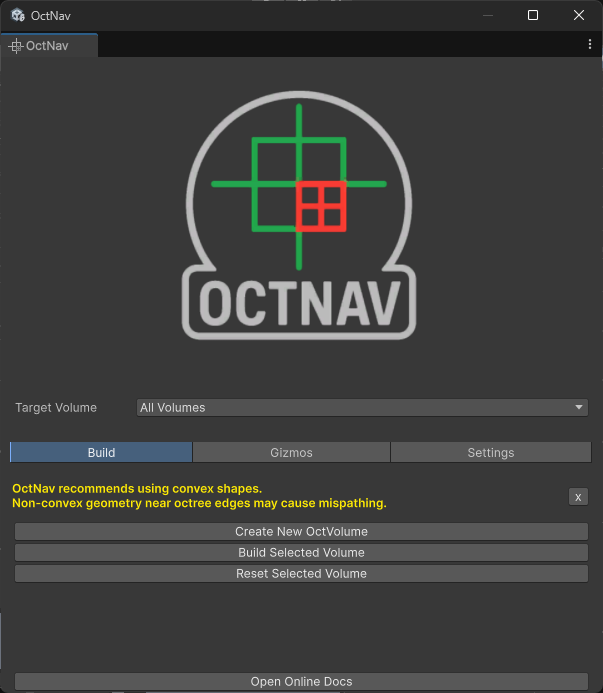 OctNav
OctNav
OCTNAV
Target Volume All Volumes
Build Gizmos Settings
OctNav recommends using convex shapes.
Non-convex geometry near octree edges may cause mispathing.
x
Create New OctVolume
Build Selected Volume
Reset Selected Volume
Open Online Docs